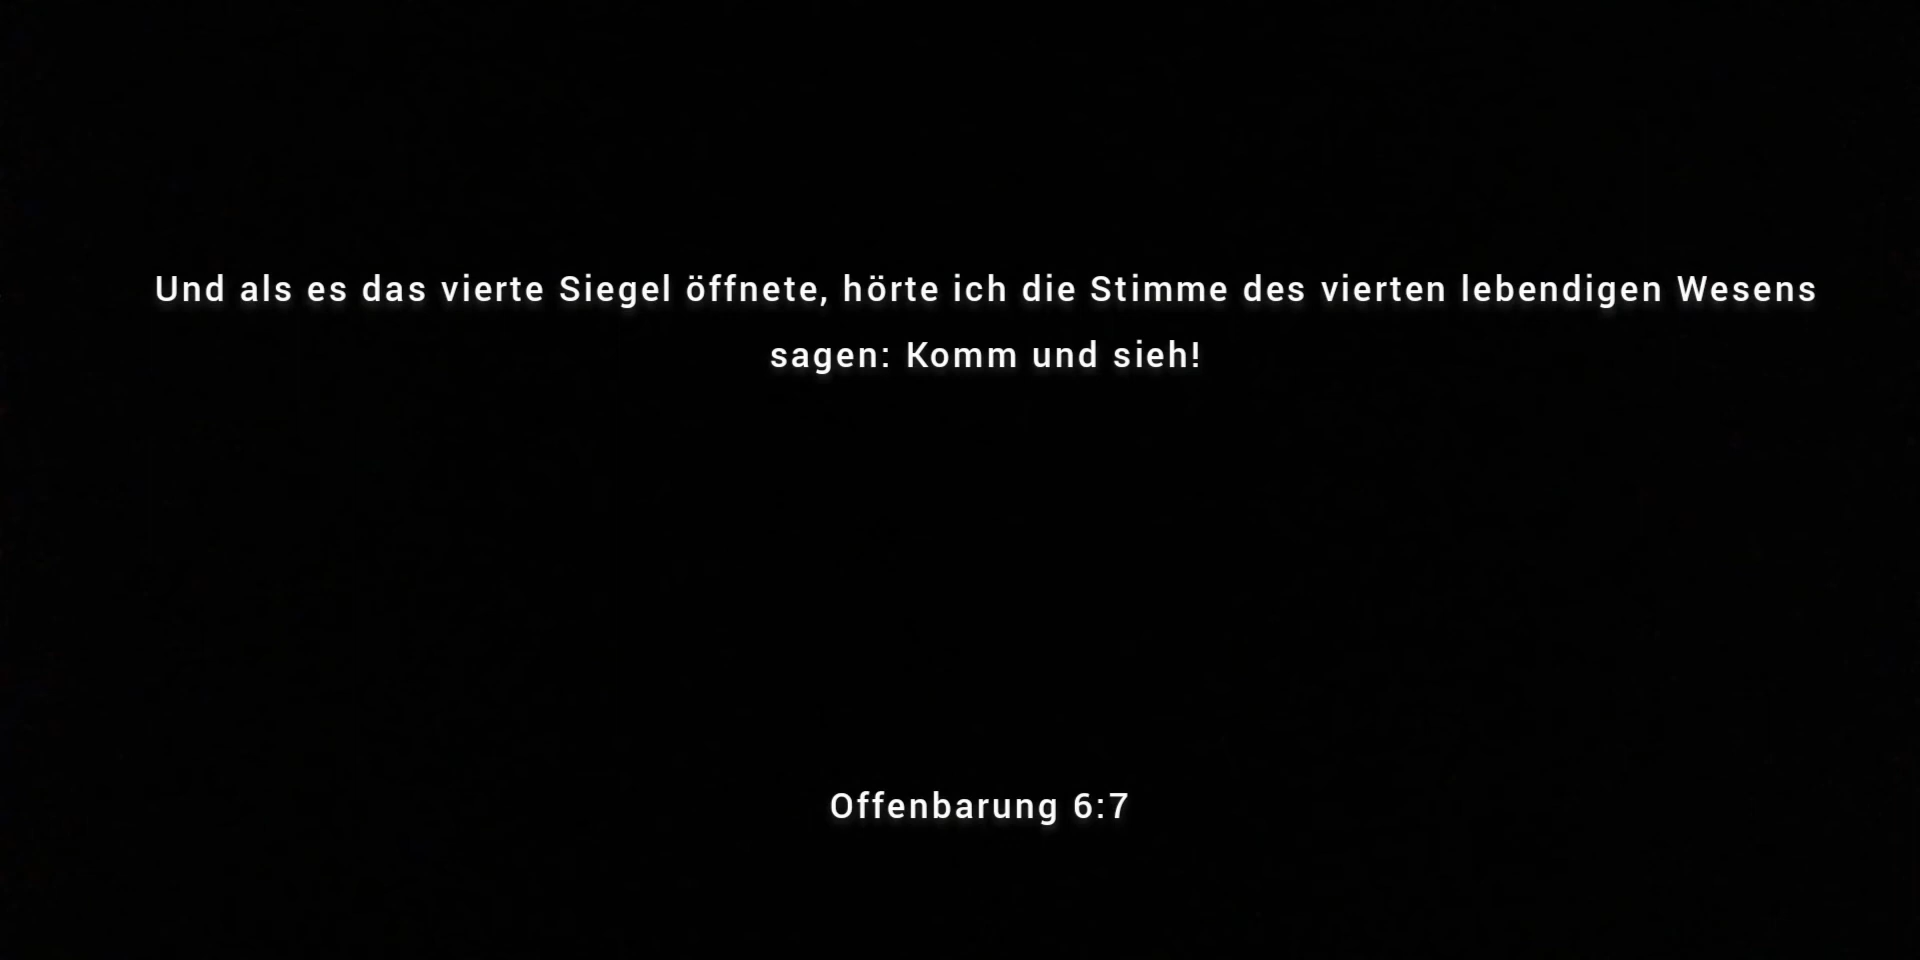 Und als es das vierte Siegel öffnete, hörte ich die Stimme des vierten lebendigen Wesens
sagen: Komm und sieh!
Offenbarung 6:7